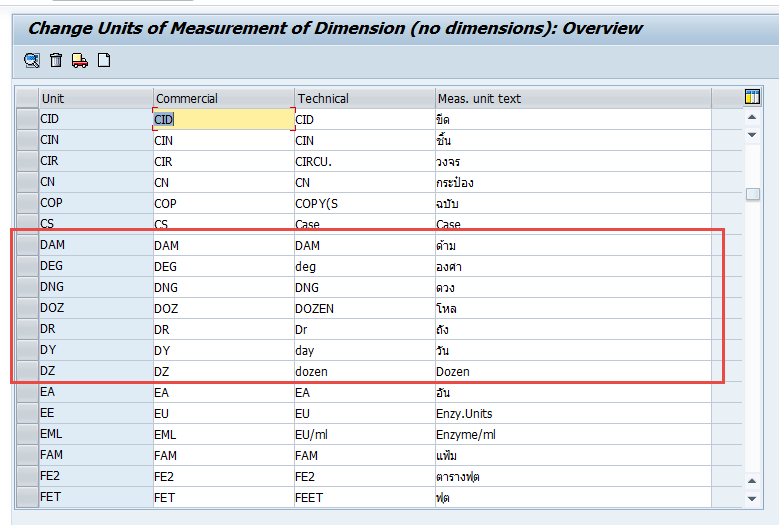 Change Units of Measurement of Dimension (no dimensions): Overview
Unit Commercial Technical Meas. unit text
CID CID CID ขีด
CIN CIN CIN ชิ้น
CIR CIR CIRCU. วงจร
CN CN CN กระป๋อง
COP COP COPY(S ฉบับ
CS CS Case Case
DAM DAM DAM ด้าม
DEG DEG deg องศา
DNG DNG DNG ดวง
DOZ DOZ DOZEN โหล
DR DR Dr ถัง
DY DY day วัน
DZ DZ dozen Dozen
EA EA EA อัน
EE EU EU Enzy.Units
EML EML EU/ml Enzyme/ml
FAM FAM FAM แฟ้ม
FE2 FE2 FE2 ตารางฟุต
FET FET FEET ฟุต